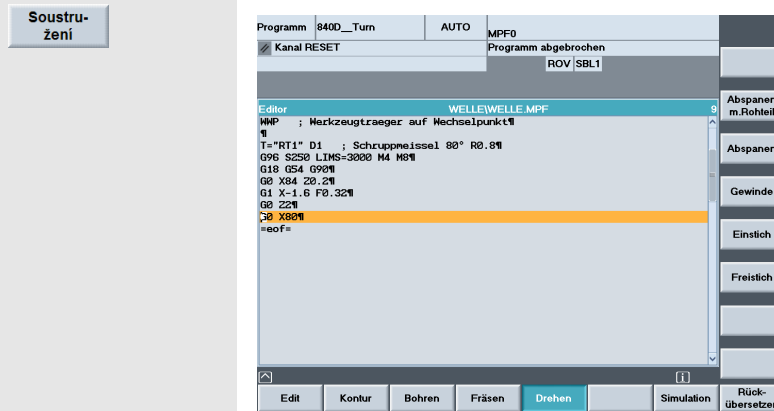 Soustru-
žení
Programm 840D__Turn AUTO MPF0
Kanal RESET Programm abgebrochen
ROV SBL1
Editor WELLE\WELLE.MPF 9
WWP ; Werkzeugtraeger auf Wechselpunkt¶
¶
T="RT1" D1 ; Schruppmeissel 80° R0.8¶
G96 S250 LIMS=3000 M4 M8¶
G18 G54 G90¶
G0 X84 Z0.2¶
G1 X-1.6 F0.32¶
G0 Z2¶
G0 X80¶
=eof=
Abspanen
m.Rohteil
Abspanen
Gewinde
Einstich
Freistich
Edit Kontur Bohren Fräsen Drehen Simulation Rück-
übersetzen